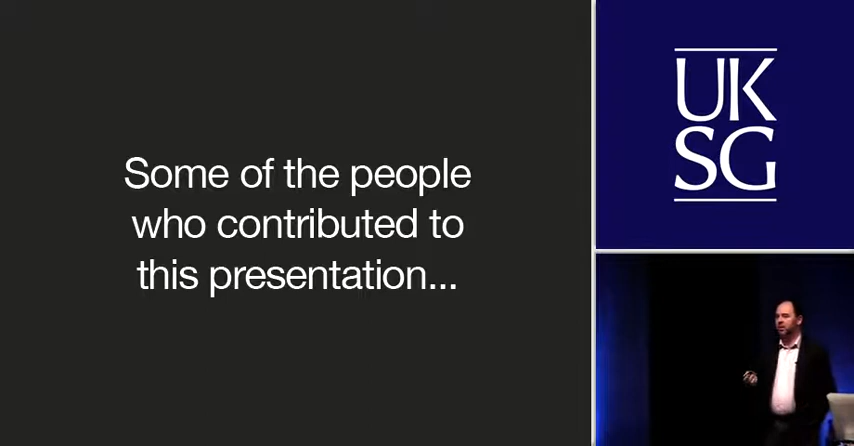 Some of the people
who contributed to
this presentation...
UK
SG